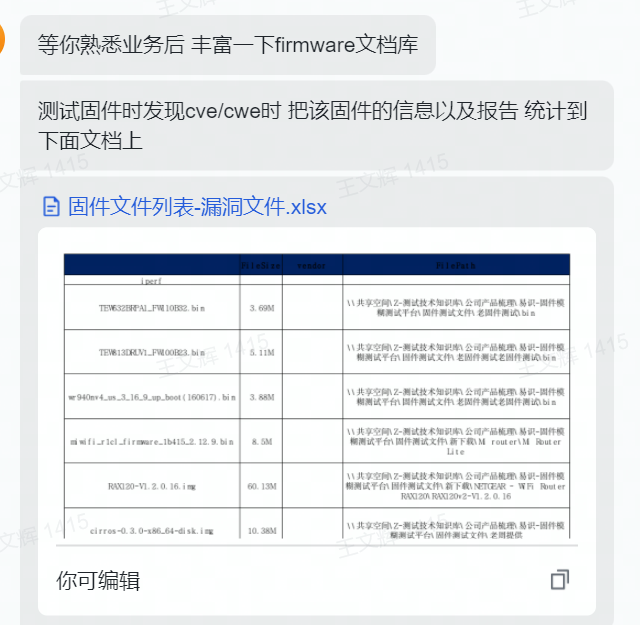 等你熟悉业务后 丰富一下firmware文档库
测试固件时发现cve/cwe时 把该固件的信息以及报告 统计到
下面文档上
固件文件列表-漏洞文件.xlsx
FileSize vendor FilePath
iperf
TEW632BRPA1_FW110B32.bin 3.69M \\共享空间\Z-测试技术知识库\公司产品梳理\易识-固件模
糊测试平台\固件测试文件\老固件测试\bin
TEW813DRUV1_FW100B23.bin 5.11M \\共享空间\Z-测试技术知识库\公司产品梳理\易识-固件模
糊测试平台\固件测试文件\老固件测试老固件测试\bin
wr940nv4_us_3_16_9_up_boot(160617).bin 3.88M \\共享空间\Z-测试技术知识库\公司产品梳理\易识-固件模
糊测试平台\固件测试文件\老固件测试老固件测试\bin
miwifi_r1cl_firmware_1b415_2.12.9.bin 8.5M \\共享空间\Z-测试技术知识库\公司产品梳理\易识-固件模
糊测试平台\固件测试文件\新下载\Mi router\Mi Router
Lite
RAX120-V1.2.0.16.img 60.13M \\共享空间\Z-测试技术知识库\公司产品梳理\易识-固件模
糊测试平台\固件测试文件\新下载\NETGEAR - WiFi Router
RAX120\RAX120v2-V1.2.0.16
cirros-0.3.0-x86_64-disk.img 10.38M \\共享空间\Z-测试技术知识库\公司产品梳理\易识-固件模
糊测试平台\固件测试文件\老周提供
你可编辑
王文辉 1415